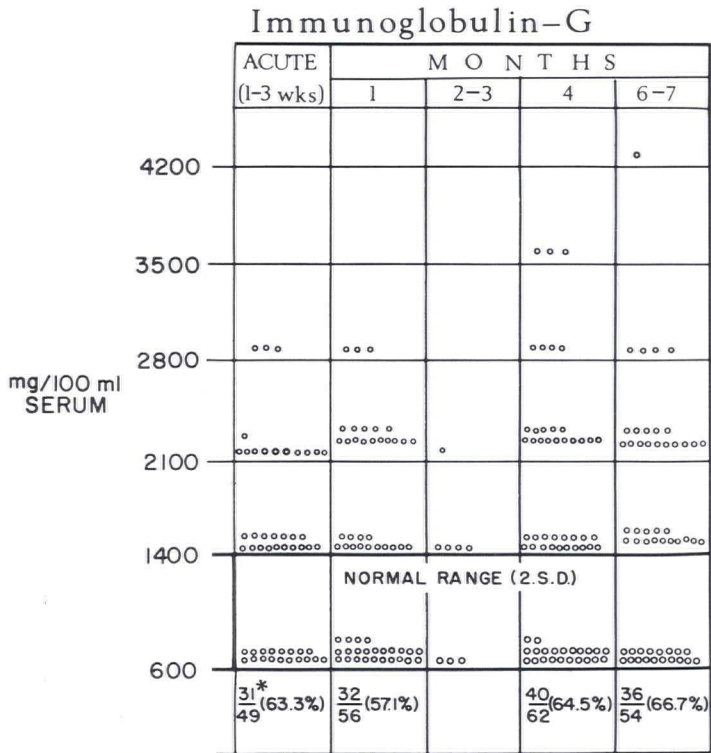 Immunoglobulin-G
ACUTE M O N T H S
(1-3 wks) 1 2-3 4 6-7
4200
3500
2800
mg/100 ml
SERUM
2100
1400
NORMAL RANGE (2.S.D.)
600
31* 32 40 36
49 (63.3%) 56 (57.1%) 62 (64.5%) 54 (66.7%)